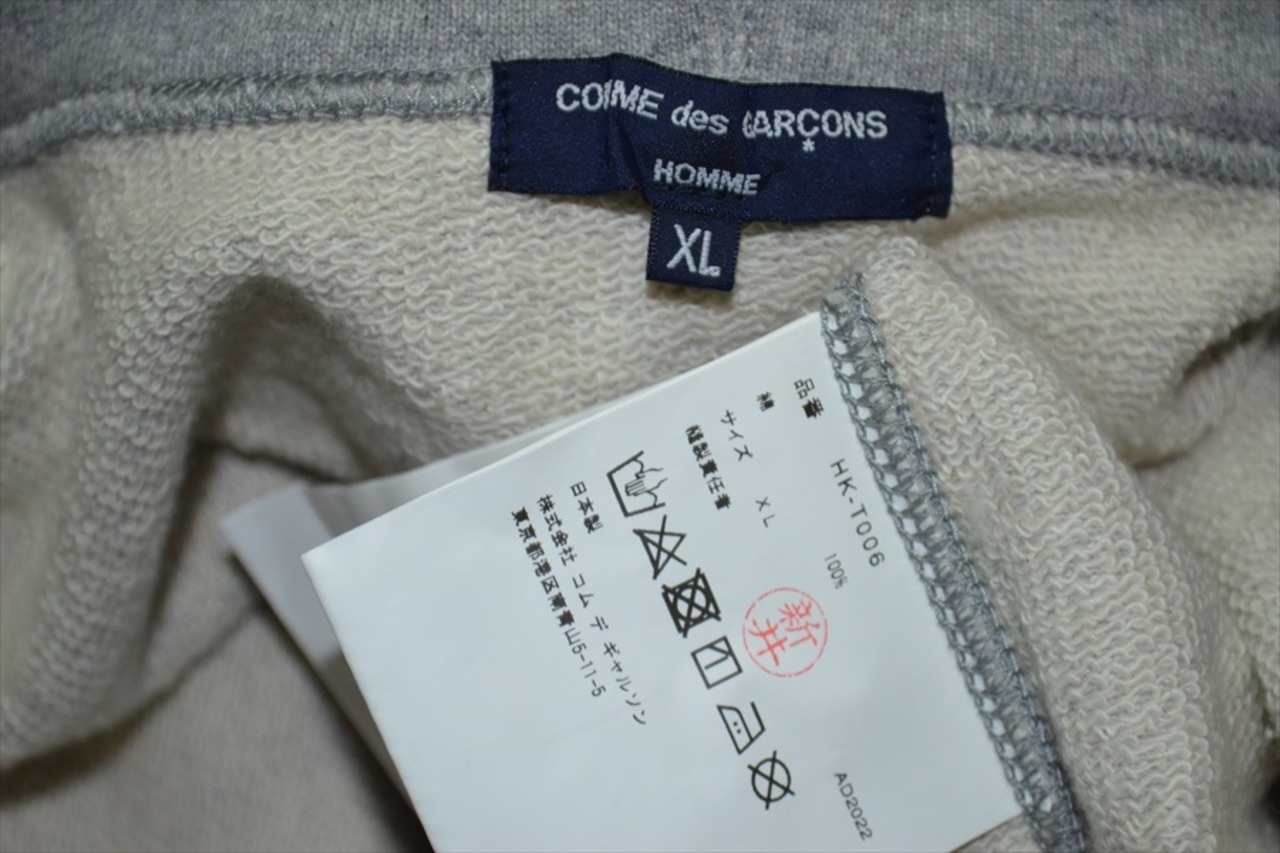 COMME des GARÇONS
*
HOMME
XL
品番 HK-T006
綿 100%
サイズ XL
縫製責任者 新井
日本製
株式会社 コム デ ギャルソン
東京都港区南青山5-11-5
AD2022